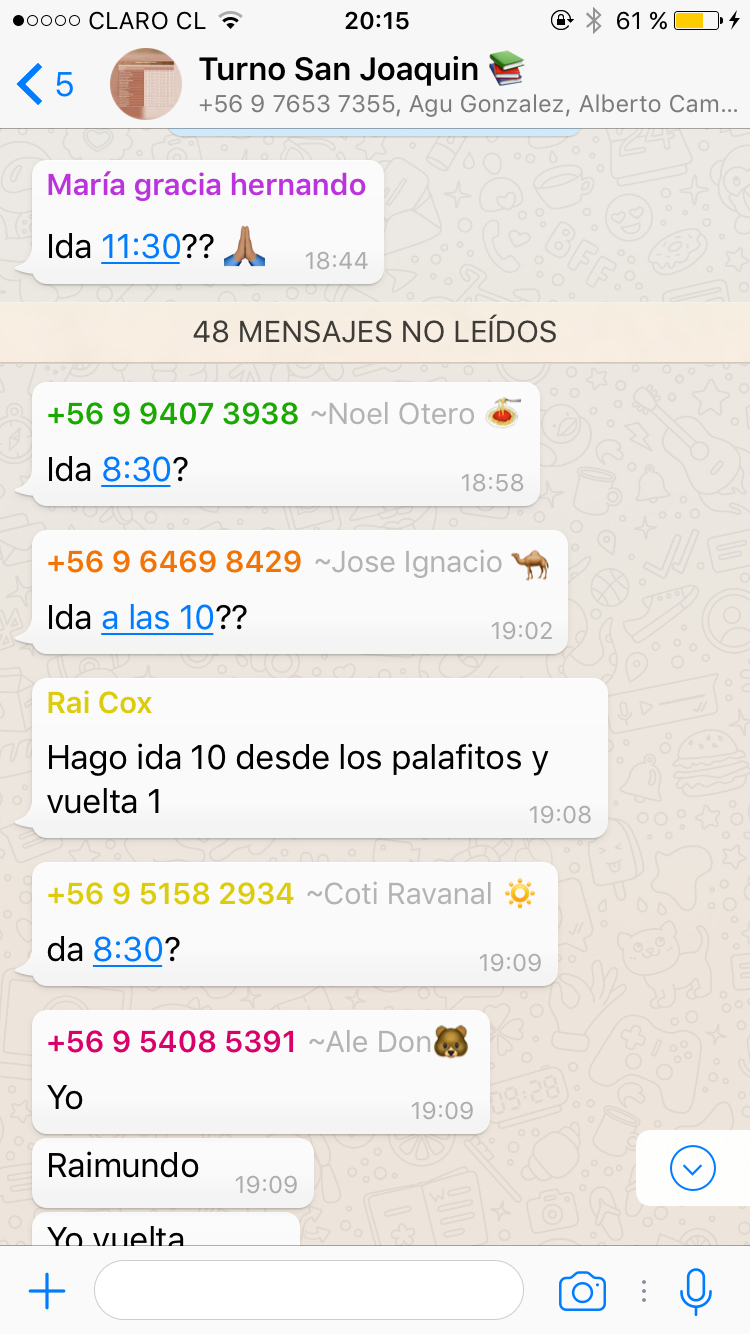 CLARO CL 20:15 61 %
5 Turno San Joaquin 📚
+56 9 7653 7355, Agu Gonzalez, Alberto Cam...
María gracia hernando
Ida 11:30?? 🙏🏽 18:44
48 MENSAJES NO LEÍDOS
+56 9 9407 3938 ~Noel Otero 🍝
Ida 8:30? 18:58
+56 9 6469 8429 ~Jose Ignacio 🐪
Ida a las 10?? 19:02
Rai Cox
Hago ida 10 desde los palafitos y
vuelta 1 19:08
+56 9 5158 2934 ~Coti Ravanal ☀️
da 8:30? 19:09
+56 9 5408 5391 ~Ale Don🐻
Yo 19:09
Raimundo 19:09
Yo vuelta